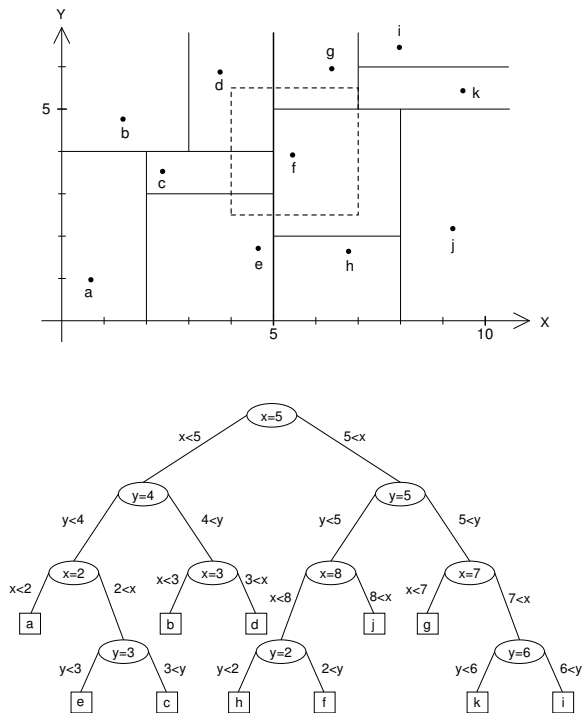 Y
i
g
d
k
5
b
f
c
e
h
j
a
5
10
X
x=5
x<5 5<x
y=4 y=5
y<4 4<y y<5 5<y
x=2 x=3 x=8 x=7
x<2 2<x x<3 3<x x<8 8<x x<7 7<x
a b d j g
y=3 y=2 y=6
y<3 3<y y<2 2<y y<6 6<y
e c h f k i